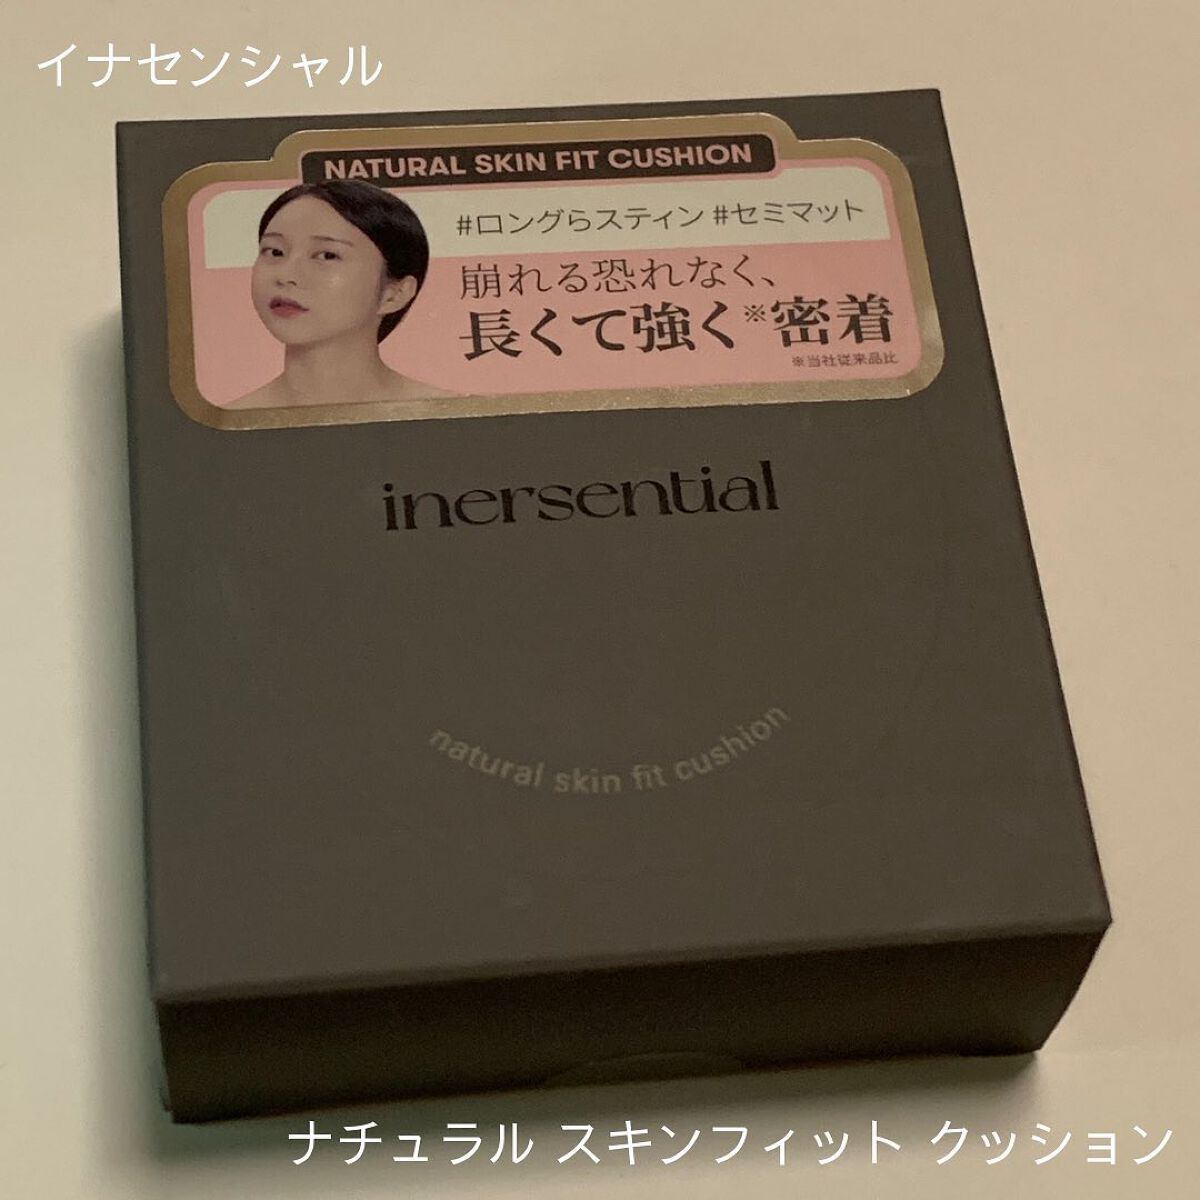 イナセンシャル
NATURAL SKIN FIT CUSHION
#ロングらスティン #セミマット
崩れる恐れなく、
長くて強く※密着
※当社従来品比
inersential
natural skin fit cushion
ナチュラル スキンフィット クッション